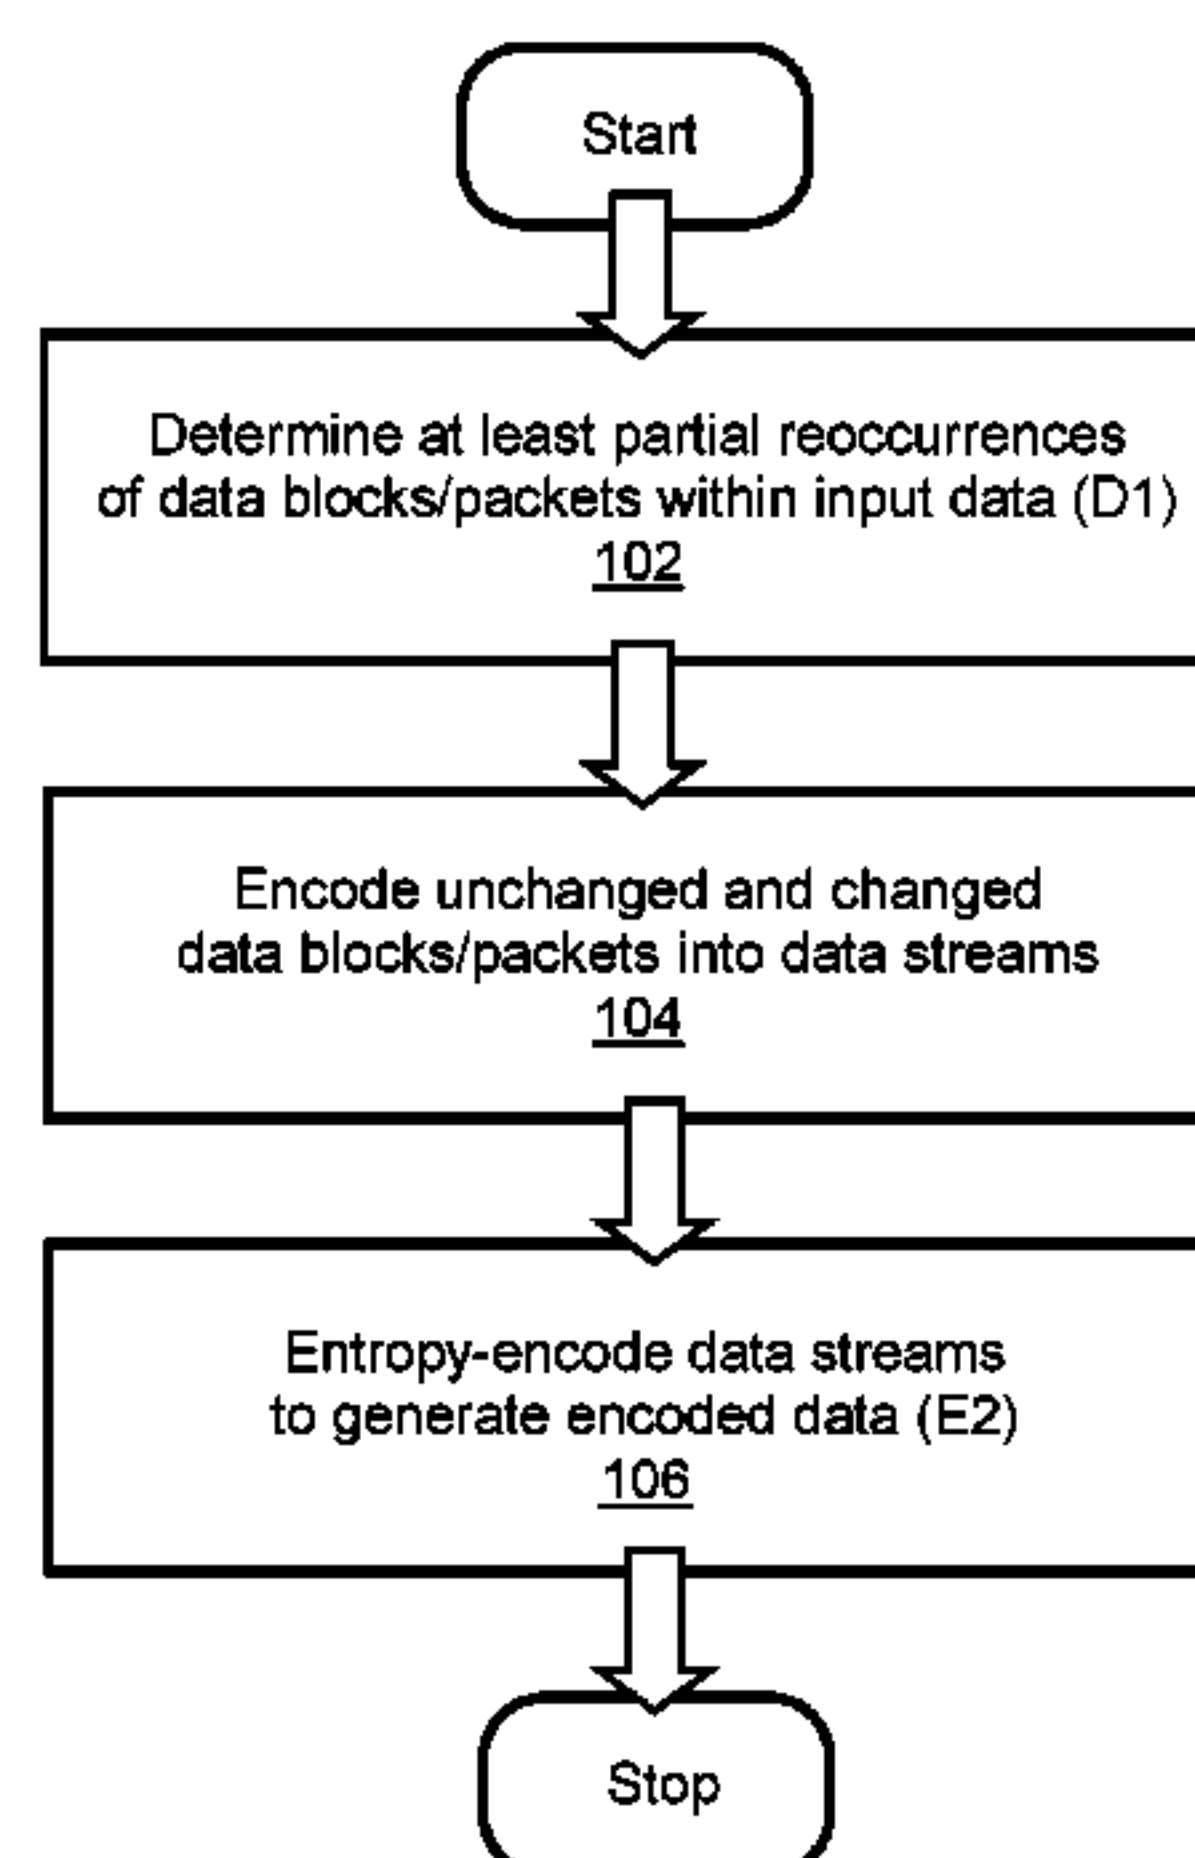 Start
Determine at least partial reoccurrences
of data blocks/packets within input data (D1)
102
Encode unchanged and changed
data blocks/packets into data streams
104
Entropy-encode data streams
to generate encoded data (E2)
106
Stop